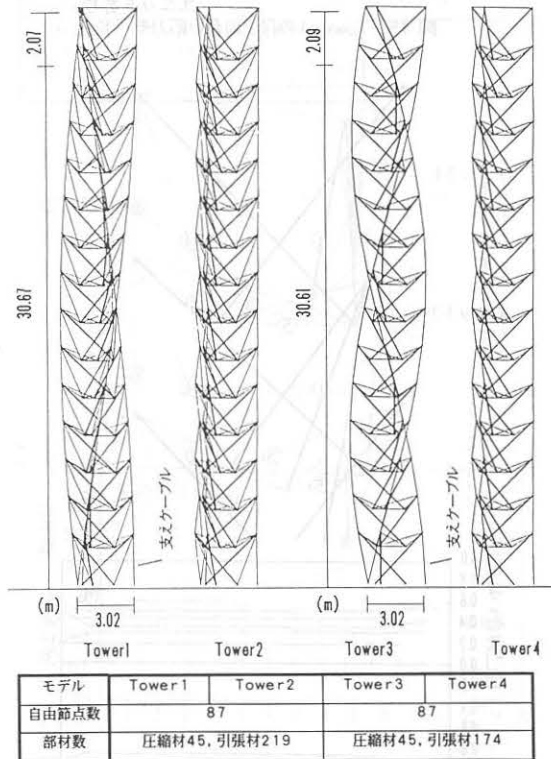 2.07
2.09
30.67
30.61
支えケーブル
支えケーブル
(m)
3.02
(m)
3.02
Tower1
Tower2
Tower3
Tower4
モデル Tower1 Tower2 Tower3 Tower4
自由節点数 87 87
部材数 圧縮材45, 引張材219 圧縮材45, 引張材174